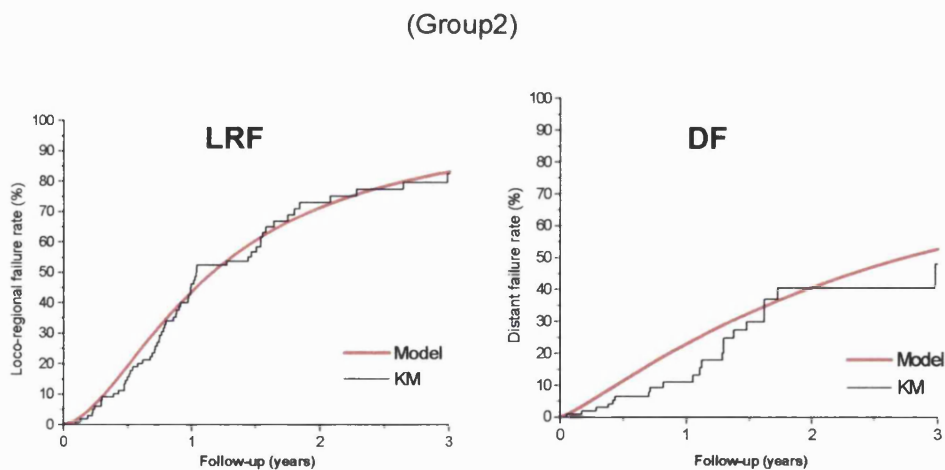 (Group2)
LRF
Loco-regional failure rate (%)
100
90
80
70
60
50
40
30
20
10
0
Model
KM
0 1 2 3
Follow-up (years)
DF
Distant failure rate (%)
100
90
80
70
60
50
40
30
20
10
0
Model
KM
0 1 2 3
Follow-up (years)